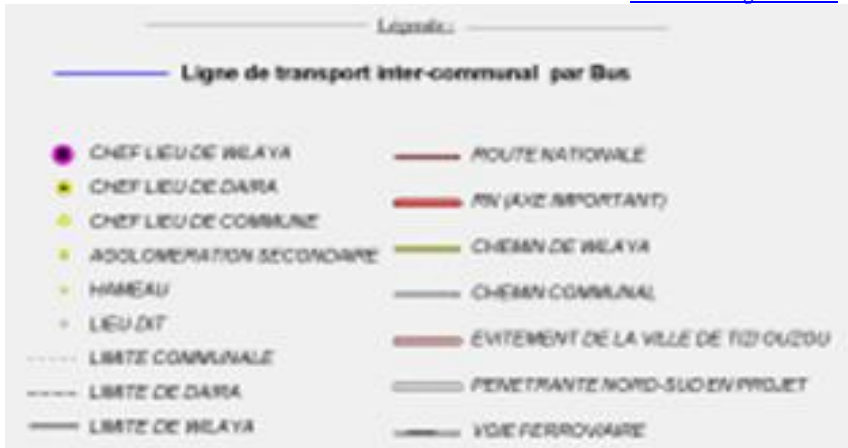 Légende :
Ligne de transport inter-communal par Bus
CHEF LIEU DE WILAYA
CHEF LIEU DE DAIRA
CHEF LIEU DE COMMUNE
AGGLOMERATION SECONDAIRE
HAMEAU
LIEU DIT
LIMITE COMMUNALE
LIMITE DE DAIRA
LIMITE DE WILAYA
ROUTE NATIONALE
RN (AXE IMPORTANT)
CHEMIN DE WILAYA
CHEMIN COMMUNAL
EVITEMENT DE LA VILLE DE TIZI OUZOU
PENETRANTE NORD-SUD EN PROJET
VOIE FERROVIAIRE